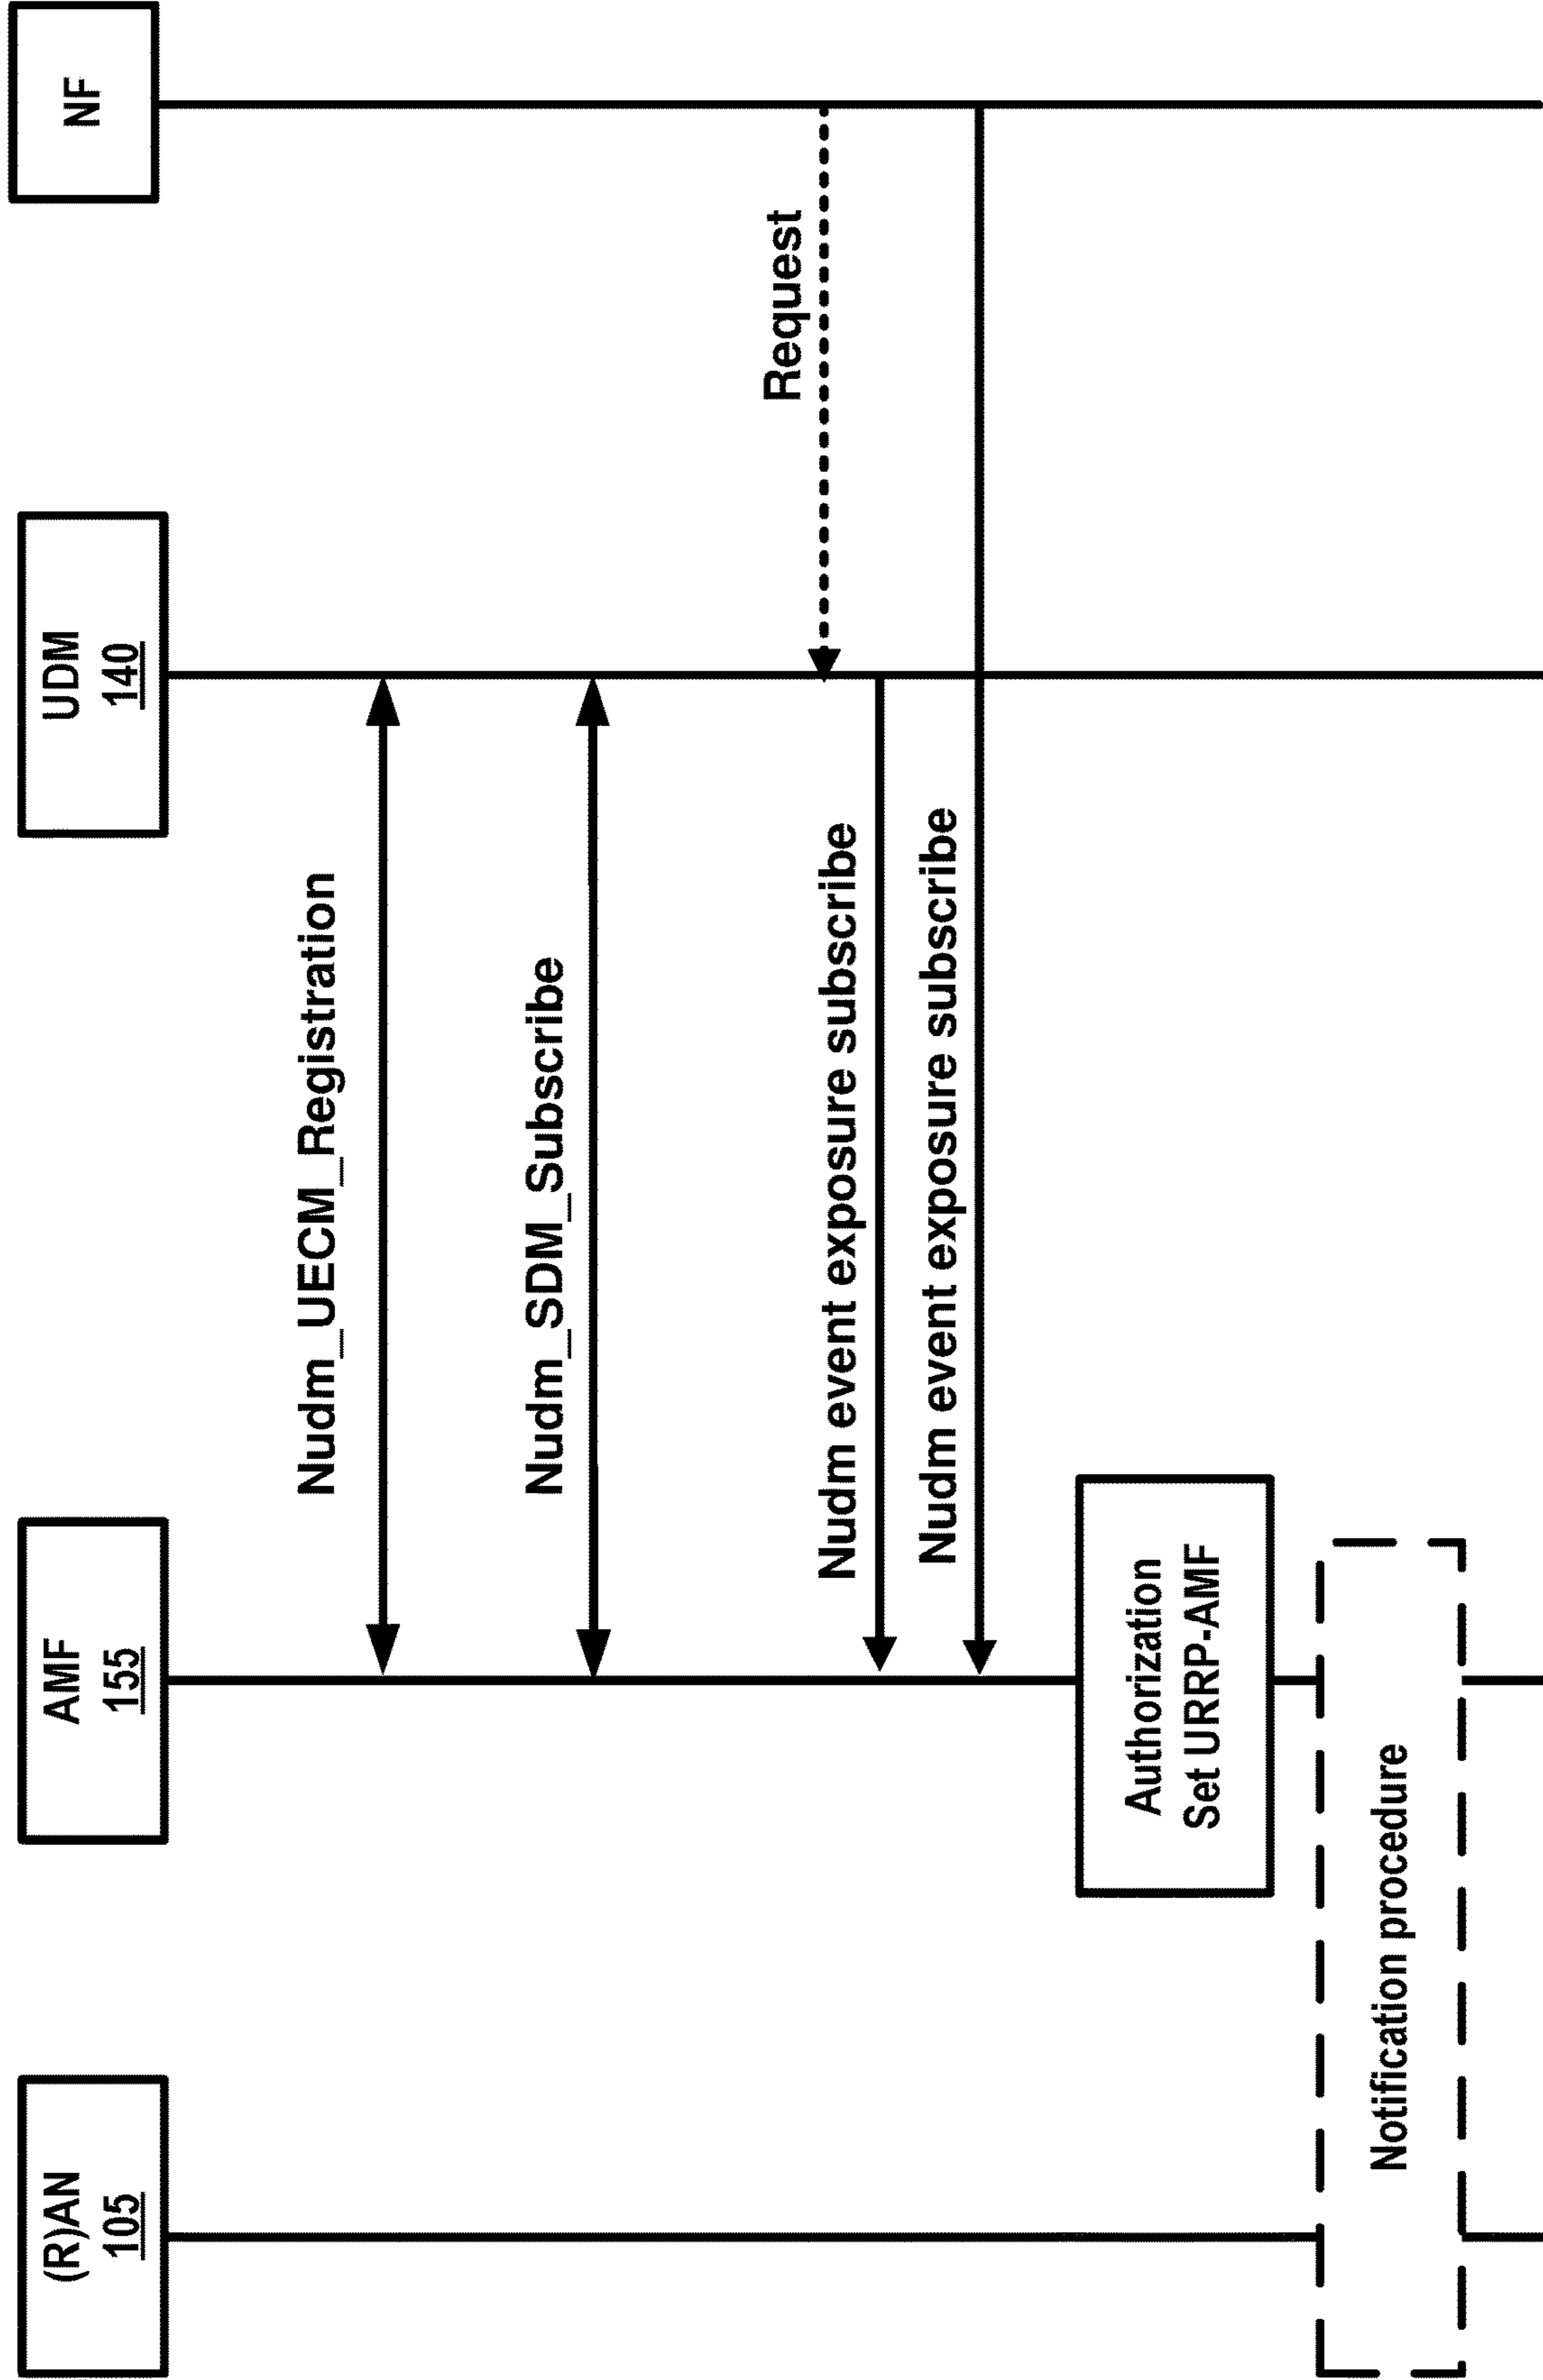 (R)AN
105
AMF
155
UDM
140
NF
Nudm_UECM_Registration
Nudm_SDM_Subscribe
Request
Nudm event exposure subscribe
Nudm event exposure subscribe
Authorization
Set URRP-AMF
Notification procedure